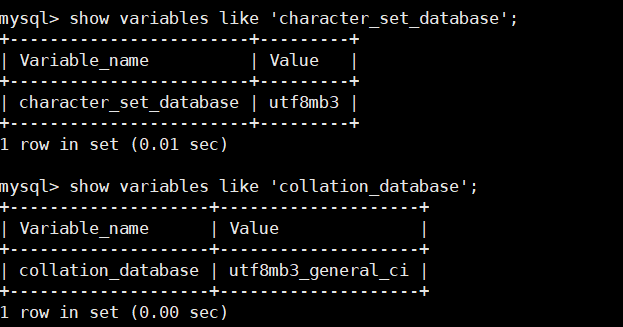 mysql> show variables like 'character_set_database';
+------------------------+---------+
| Variable_name          | Value   |
+------------------------+---------+
| character_set_database | utf8mb3 |
+------------------------+---------+
1 row in set (0.01 sec)
mysql> show variables like 'collation_database';
+--------------------+--------------------+
| Variable_name      | Value              |
+--------------------+--------------------+
| collation_database | utf8mb3_general_ci |
+--------------------+--------------------+
1 row in set (0.00 sec)